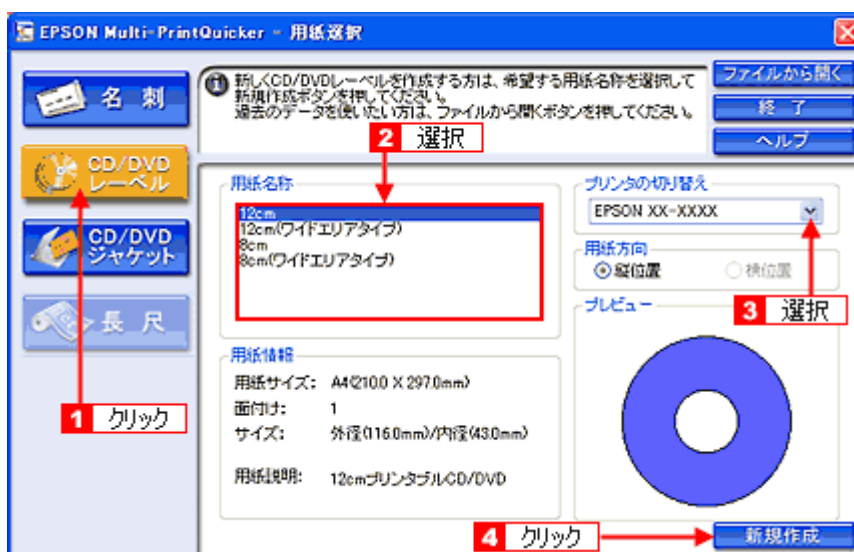 EPSON Multi-PrintQuicker - 用紙選択
名 刺
CD/DVD
レーベル
CD/DVD
ジャケット
長 尺
新しくCD/DVDレーベルを作成する方は、希望する用紙名称を選択して
新規作成ボタンを押してください。
過去のデータを使いたい方は、ファイルから開くボタンを押してください。
ファイルから開く
終 了
ヘルプ
2 選択
用紙名称
12cm
12cm(ワイドエリアタイプ)
8cm
8cm(ワイドエリアタイプ)
プリンタの切り替え
EPSON XX-XXXX
用紙方向
縦位置
横位置
3 選択
プレビュー
用紙情報
用紙サイズ: A4(210.0 X 297.0mm)
面付け: 1
サイズ: 外径(116.0mm)/内径(43.0mm)
用紙説明: 12cmプリンタブルCD/DVD
1 クリック
4 クリック
新規作成